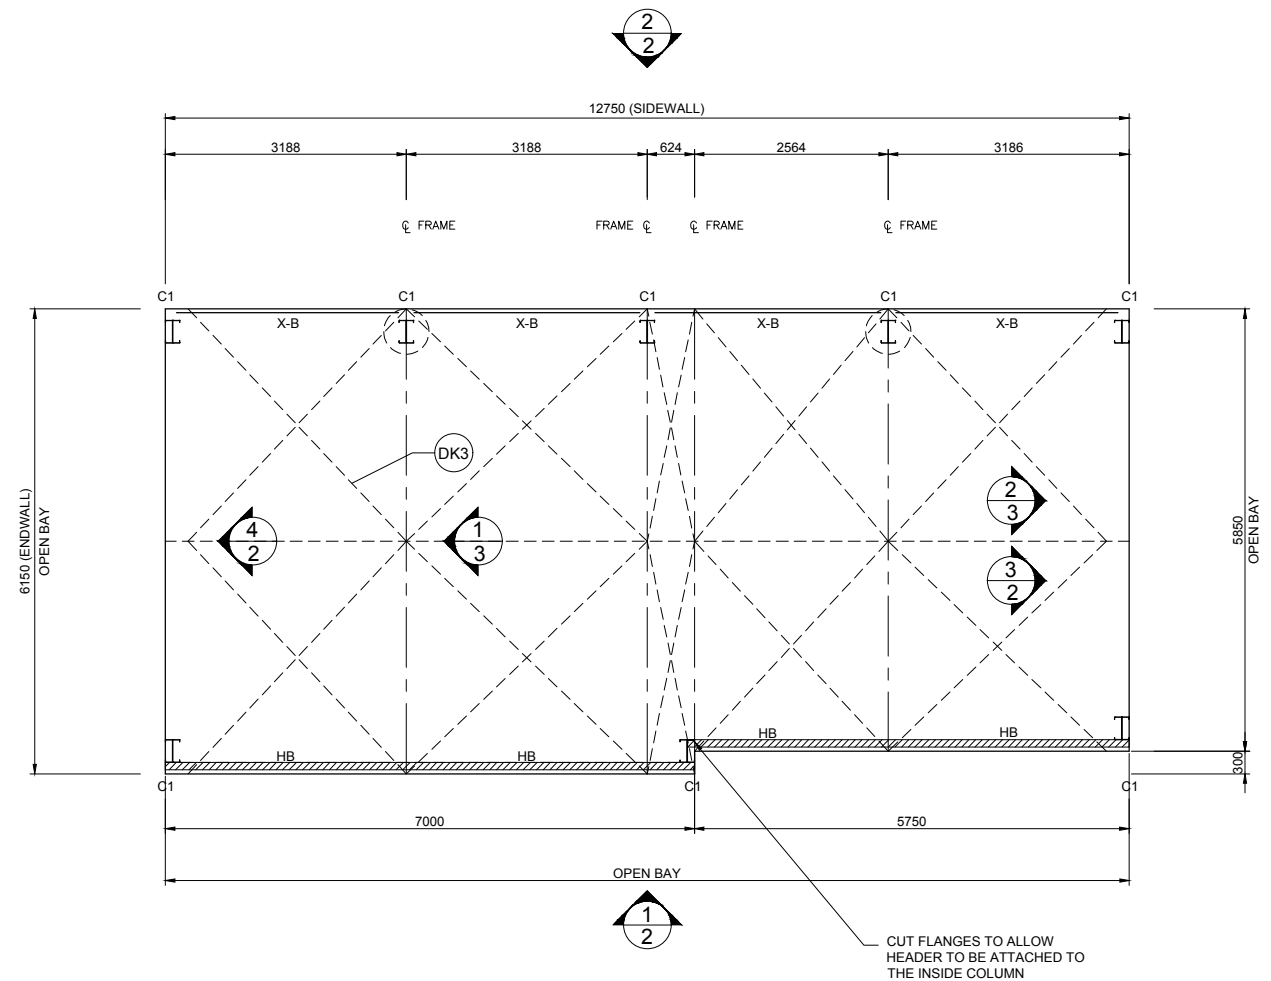 2
2
12750 (SIDEWALL)
3188 3188 624 2564 3186
℄ FRAME FRAME ℄ ℄ FRAME ℄ FRAME
C1 C1 C1 C1 C1
X-B X-B X-B X-B
DK3
6150 (ENDWALL)
OPEN BAY
4
2
1
3
2
3
3
2
5850
OPEN BAY
300
HB HB HB HB
C1 C1 C1
7000 5750
OPEN BAY
1
2
CUT FLANGES TO ALLOW
HEADER TO BE ATTACHED TO
THE INSIDE COLUMN